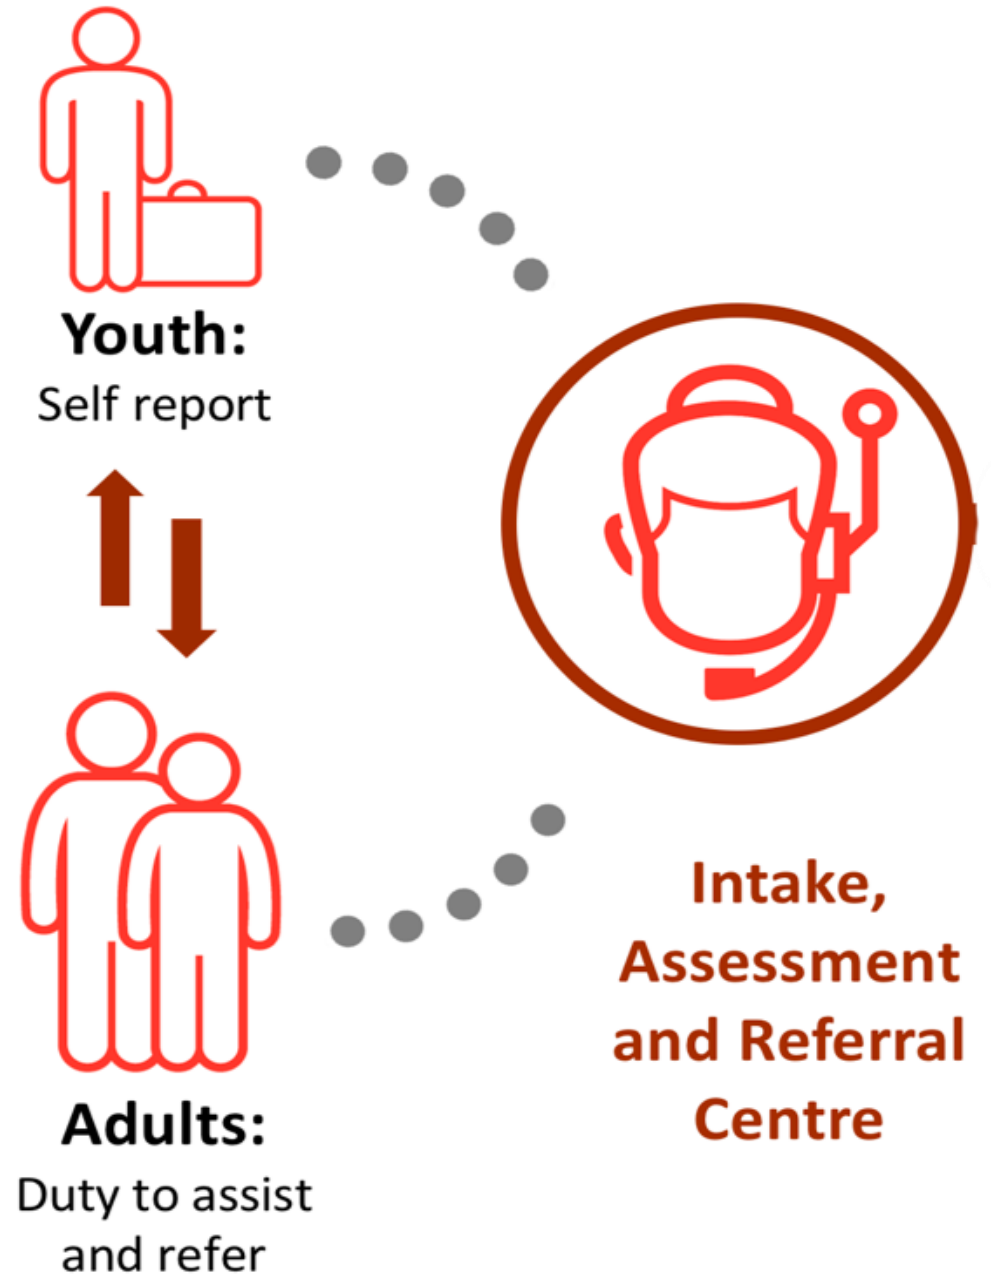 Youth:
Self report
Adults:
Duty to assist
and refer
Intake,
Assessment
and Referral
Centre